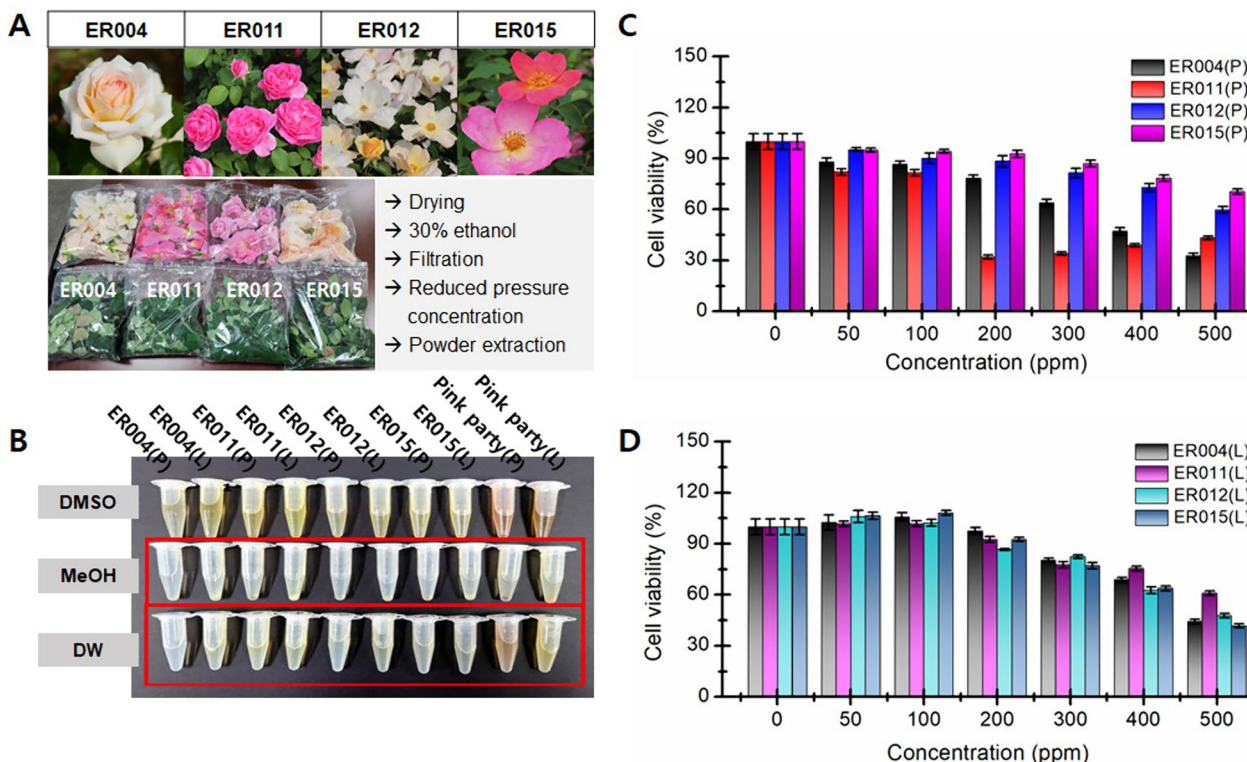 A
ER004 ER011 ER012 ER015
ER004 ER011 ER012 ER015
→ Drying
→ 30% ethanol
→ Filtration
→ Reduced pressure
concentration
→ Powder extraction
B
ER004(P)
ER004(L)
ER011(P)
ER011(L)
ER012(P)
ER012(L)
ER015(P)
ER015(L)
Pink party(P)
Pink party(L)
DMSO
MeOH
DW
C
150
120
90
60
30
0
Cell viability (%)
ER004(P)
ER011(P)
ER012(P)
ER015(P)
0 50 100 200 300 400 500
Concentration (ppm)
D
150
120
90
60
30
0
Cell viability (%)
ER004(L)
ER011(L)
ER012(L)
ER015(L)
0 50 100 200 300 400 500
Concentration (ppm)